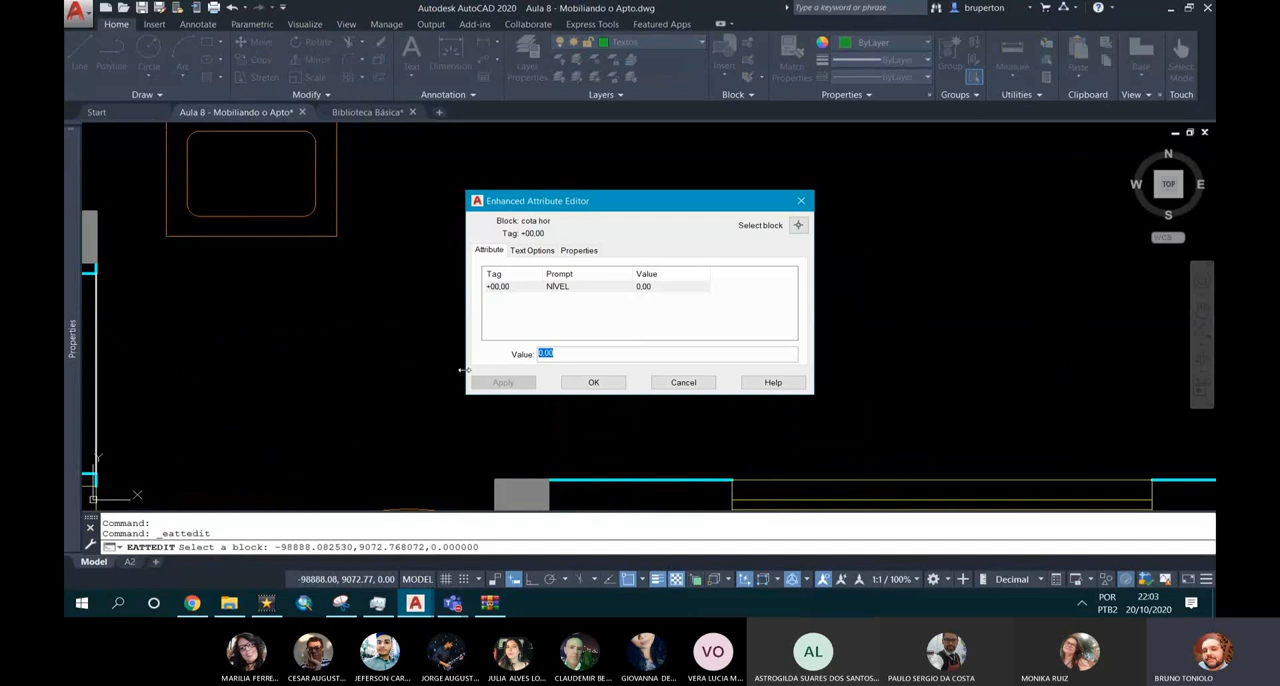 Autodesk AutoCAD 2020 Aula 8 - Mobiliando o Apto.dwg
Type a keyword or phrase
bruperton
Home Insert Annotate Parametric Visualize View Manage Output Add-ins Collaborate Express Tools Featured Apps
Line Polyline Circle Arc
Move Rotate
Copy Mirror
Stretch Scale
Text Dimension
Layer Properties
Textos
Insert
Match Properties
ByLayer
ByLayer
ByLayer
Group
Measure
Paste
Base
Select Mode
Draw Modify Annotation Layers Block Properties Groups Utilities Clipboard View Touch
Start Aula 8 - Mobiliando o Apto* Biblioteca Básica*
N
W TOP E
S
WCS
Enhanced Attribute Editor
Block: cota hor
Tag: +00,00
Select block
Attribute Text Options Properties
Tag Prompt Value
+00,00 NÍVEL 0,00
Value: 0,00
Apply OK Cancel Help
Properties
Y
X
Command:
Command: _eattedit
EATTEDIT Select a block: -98888.082530,9072.768072,0.000000
Model A2
-98888.08, 9072.77, 0.00 MODEL 1:1 / 100% Decimal
POR
PTB2
22:03
20/10/2020
VO AL
MARILIA FERRE... CESAR AUGUST... JEFERSON CAR... JORGE AUGUST... JULIA ALVES LO... CLAUDEMIR BE... GIOVANNA DE... VERA LUCIA M... ASTROGILDA SUARES DOS SANTOS... PAULO SERGIO DA COSTA MONIKA RUIZ BRUNO TONIOLO